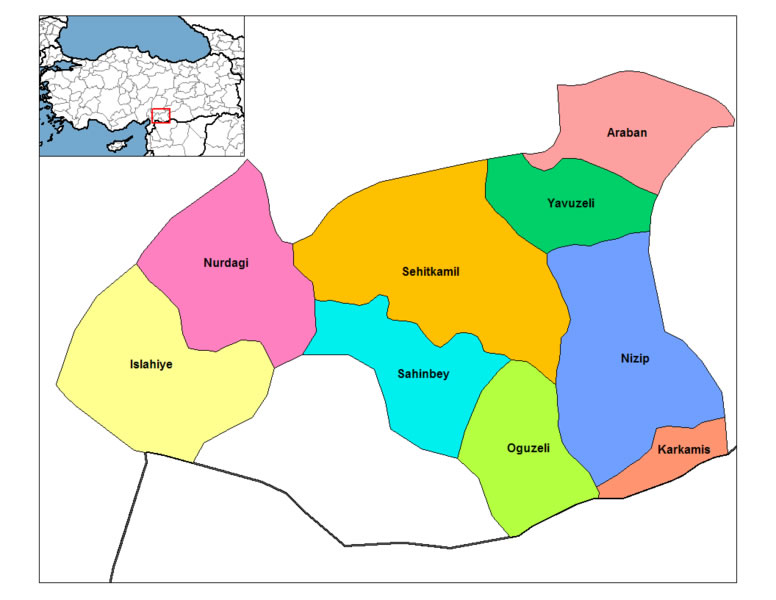 Araban
Yavuzeli
Nurdagi
Sehitkamil
Islahiye
Sahinbey
Nizip
Oguzeli
Karkamis